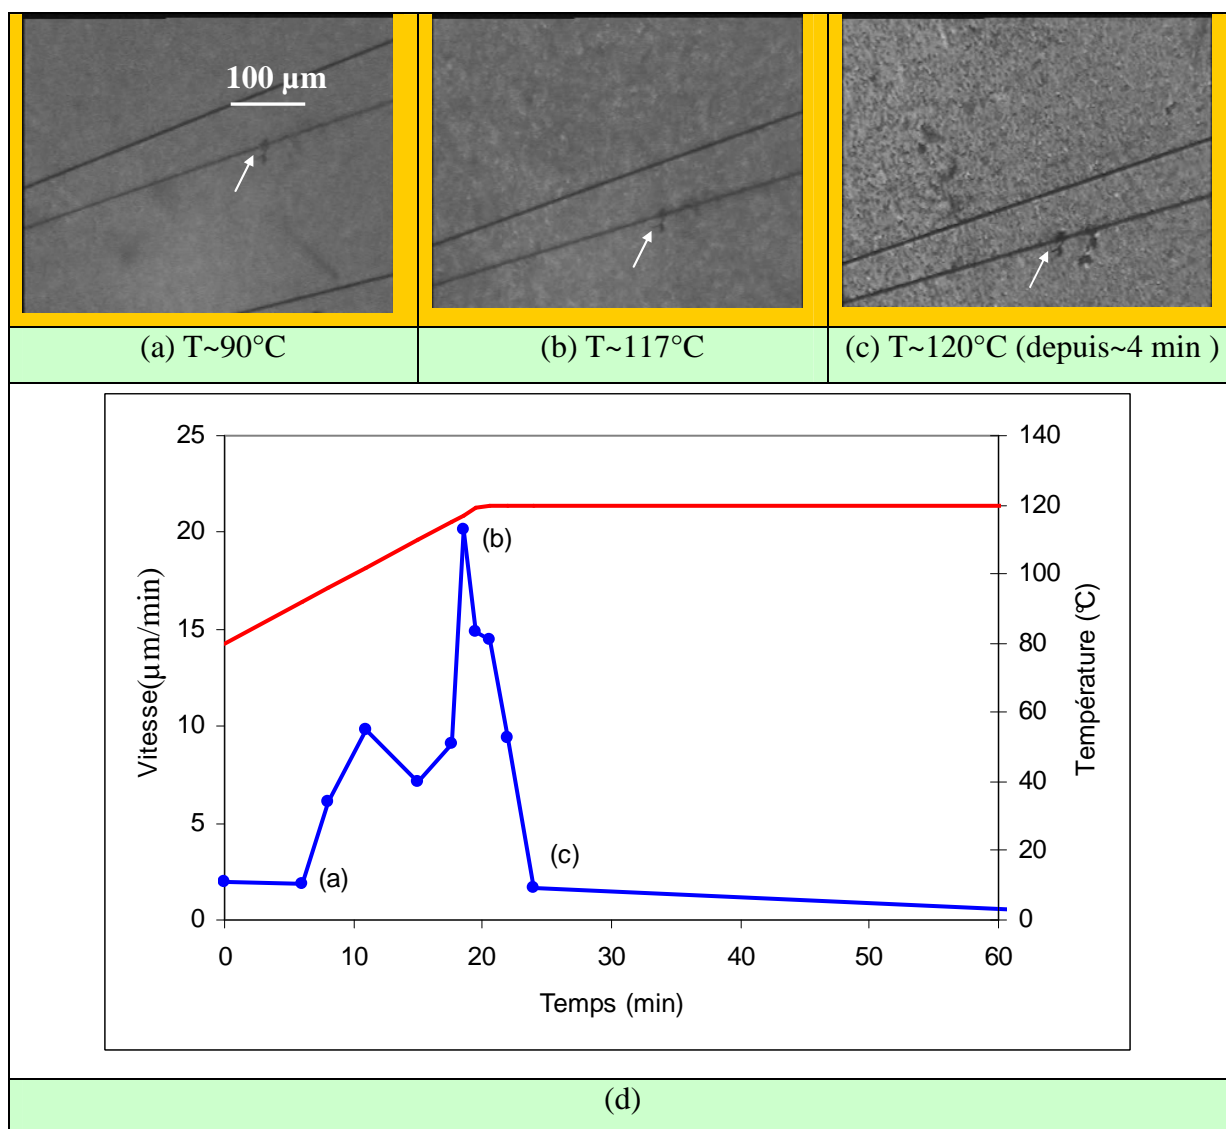 100 µm
(a) T~90°C
(b) T~117°C
(c) T~120°C (depuis~4 min )
25
20
15
10
5
0
140
120
100
80
60
40
20
0
0
10
20
30
40
50
60
Vitesse(µm/min)
Température (°C)
Temps (min)
(a)
(b)
(c)
(d)